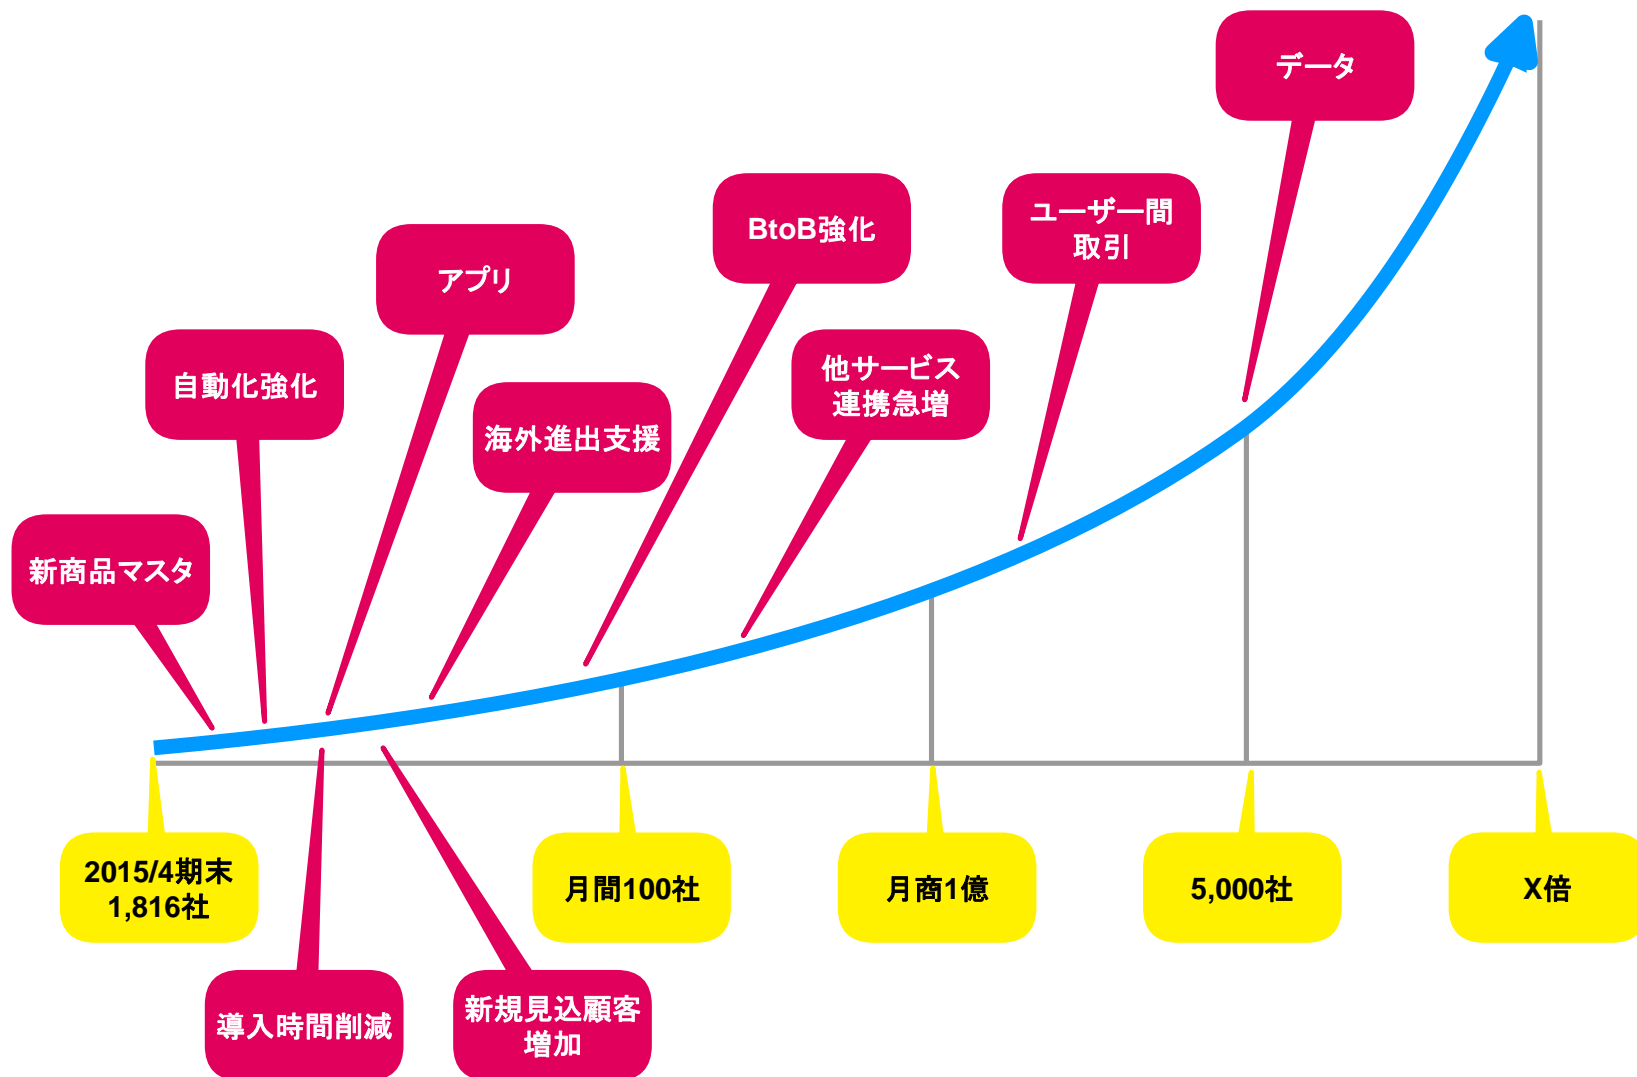 データ
ユーザー間
取引
BtoB強化
アプリ
他サービス
連携急増
自動化強化
海外進出支援
新商品マスタ
2015/4期末
1,816社
月間100社
月商1億
5,000社
X倍
導入時間削減
新規見込顧客
増加